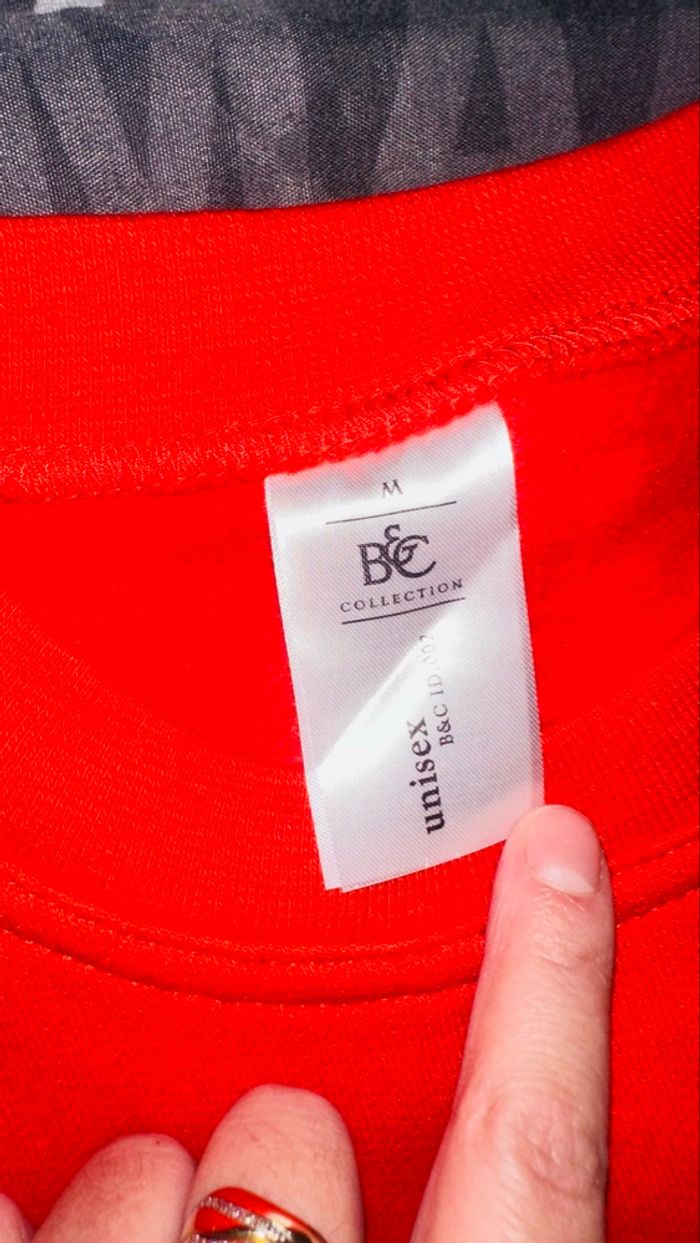 M
B&C
COLLECTION
unisex
B&C ID.002